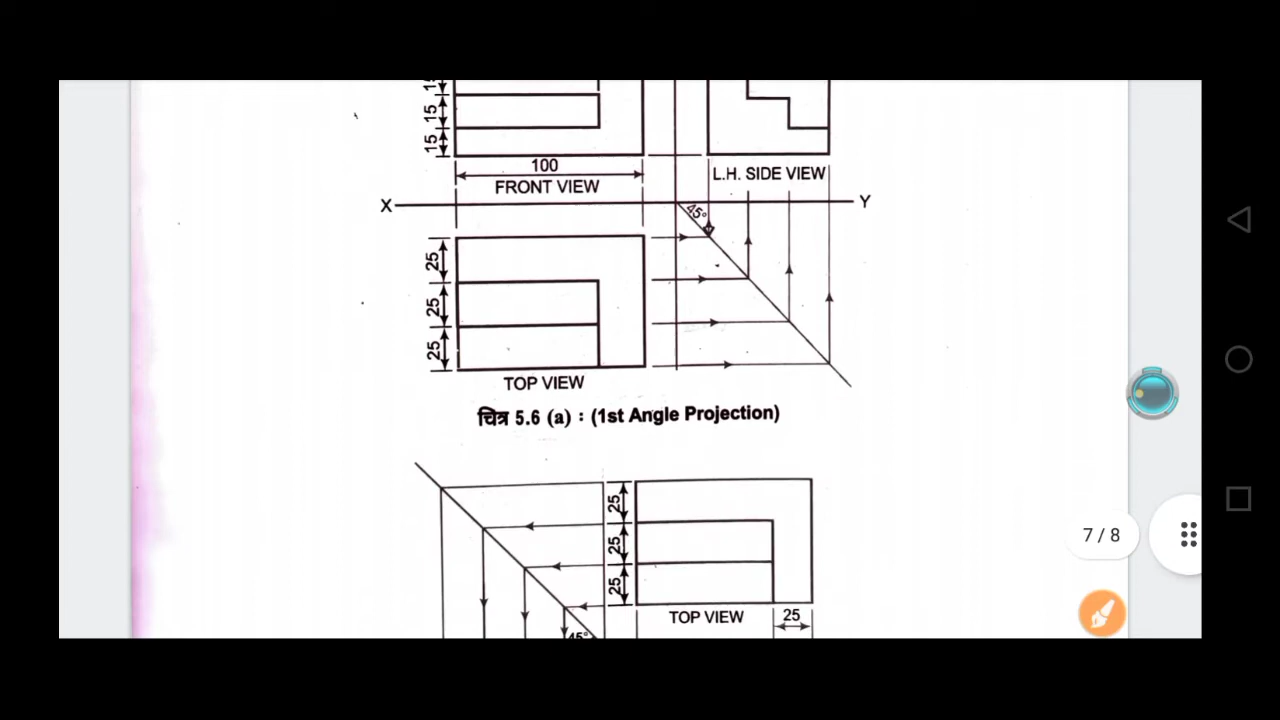 15
15
100
FRONT VIEW
L.H. SIDE VIEW
X
Y
45°
25
25
25
TOP VIEW
चित्र 5.6 (a) : (1st Angle Projection)
25
25
25
TOP VIEW
25
45°
7 / 8